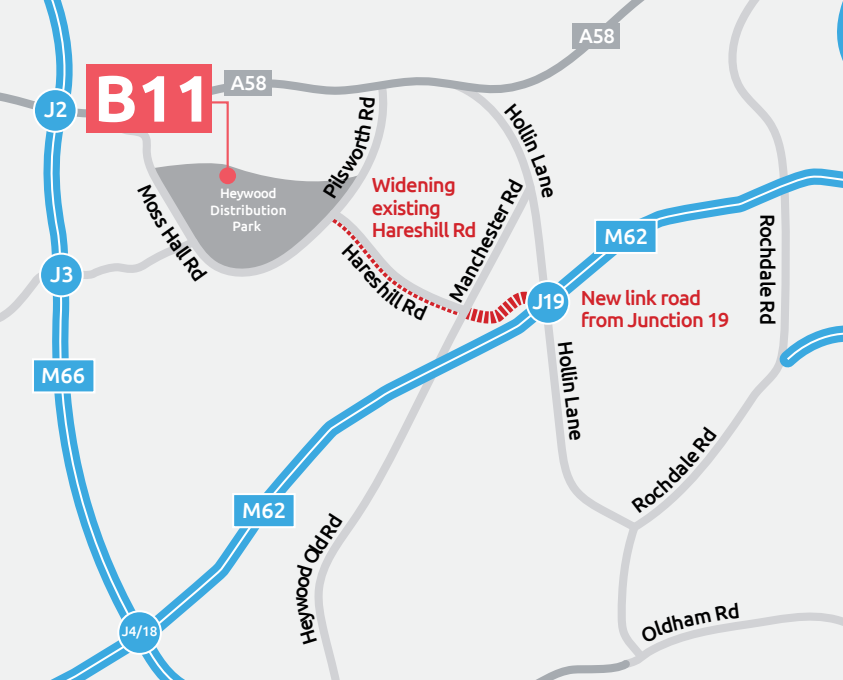 A58
J2
B11
A58
Pilsworth Rd
Hollin Lane
Widening
existing
Hareshill Rd
Heywood
Distribution
Park
Moss Hall Rd
Manchester Rd
M62
Rochdale Rd
J3
Hareshill Rd
J19
New link road
from Junction 19
M66
Hollin Lane
Rochdale Rd
M62
Heywood Old Rd
J4/18
Oldham Rd